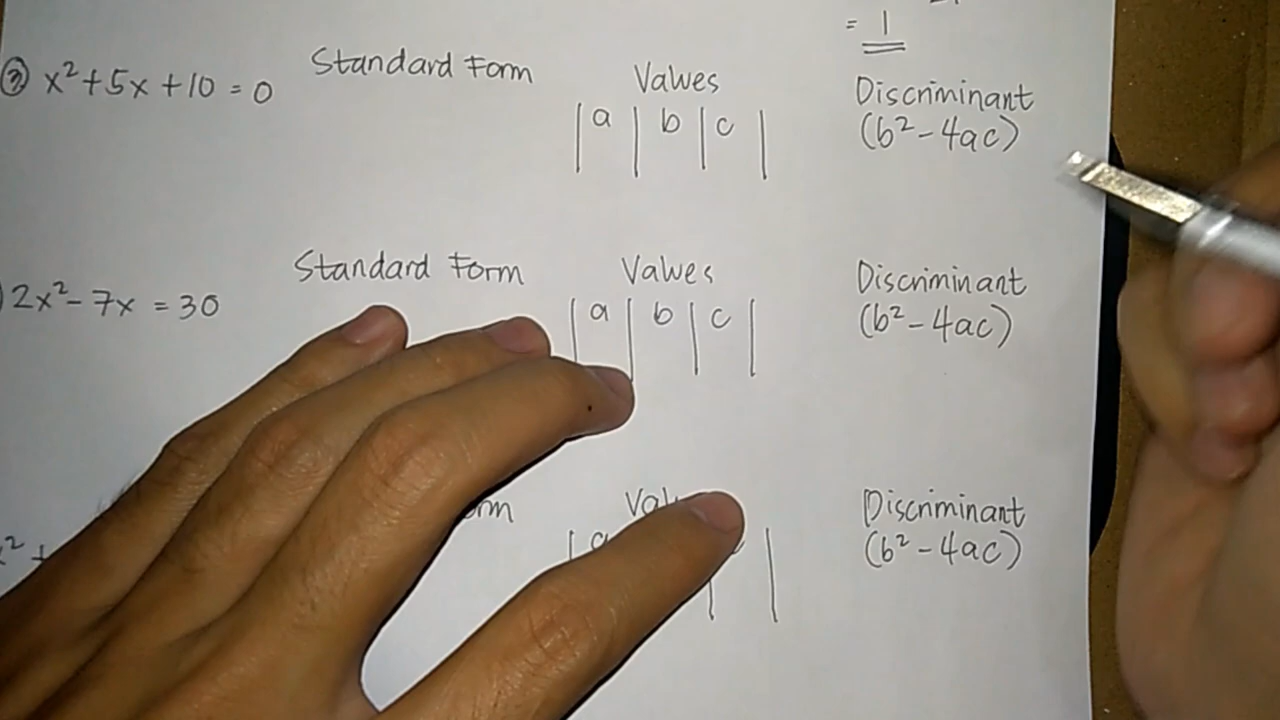 = 1
③ x²+5x+10=0 Standard Form Values Discriminant
a b c (b²-4ac)
2x²-7x=30 Standard Form Values Discriminant
a b c (b²-4ac)
Discriminant
(b²-4ac)